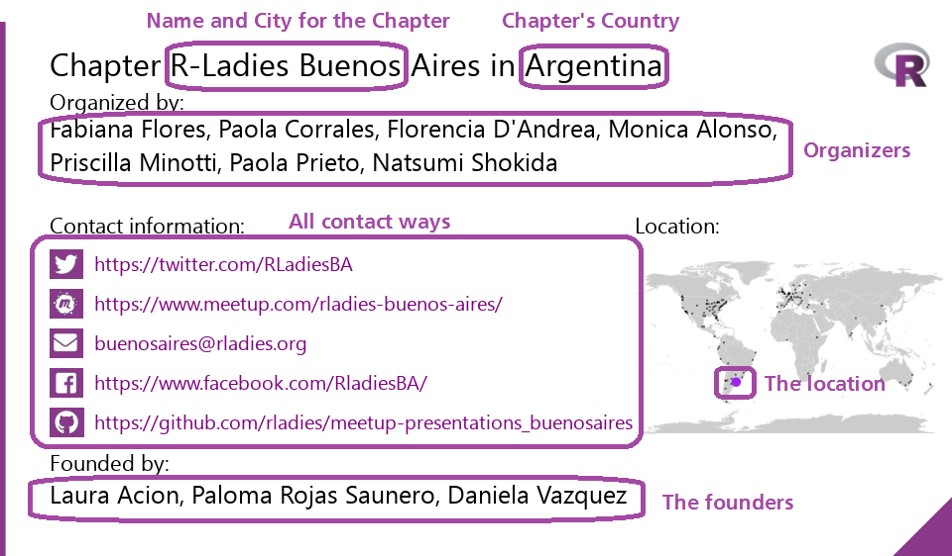 Name and City for the Chapter Chapter's Country
Chapter R-Ladies Buenos Aires in Argentina
R
Organized by:
Fabiana Flores, Paola Corrales, Florencia D'Andrea, Monica Alonso,
Priscilla Minotti, Paola Prieto, Natsumi Shokida
Organizers
Contact information:
All contact ways
https://twitter.com/RLadiesBA
https://www.meetup.com/rladies-buenos-aires/
buenosaires@rladies.org
https://www.facebook.com/RladiesBA/
https://github.com/rladies/meetup-presentations_buenosaires
Location:
The location
Founded by:
Laura Acion, Paloma Rojas Saunero, Daniela Vazquez
The founders